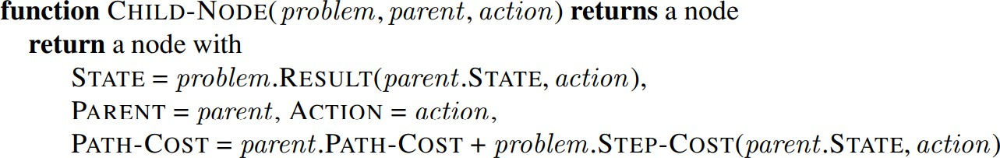 function CHILD-NODE(problem, parent, action) returns a node
return a node with
STATE = problem.RESULT(parent.STATE, action),
PARENT = parent, ACTION = action,
PATH-COST = parent.PATH-COST + problem.STEP-COST(parent.STATE, action)